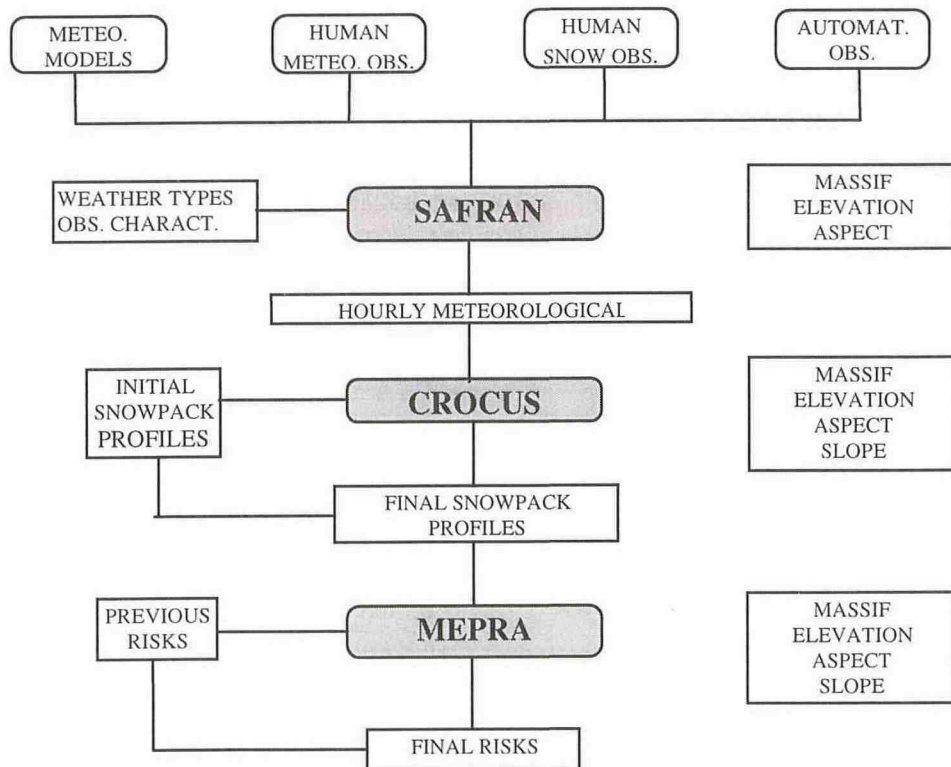 METEO.
MODELS
HUMAN
METEO. OBS.
HUMAN
SNOW OBS.
AUTOMAT.
OBS.
WEATHER TYPES
OBS. CHARACT.
SAFRAN
MASSIF
ELEVATION
ASPECT
HOURLY METEOROLOGICAL
INITIAL
SNOWPACK
PROFILES
CROCUS
MASSIF
ELEVATION
ASPECT
SLOPE
FINAL SNOWPACK
PROFILES
PREVIOUS
RISKS
MEPRA
MASSIF
ELEVATION
ASPECT
SLOPE
FINAL RISKS